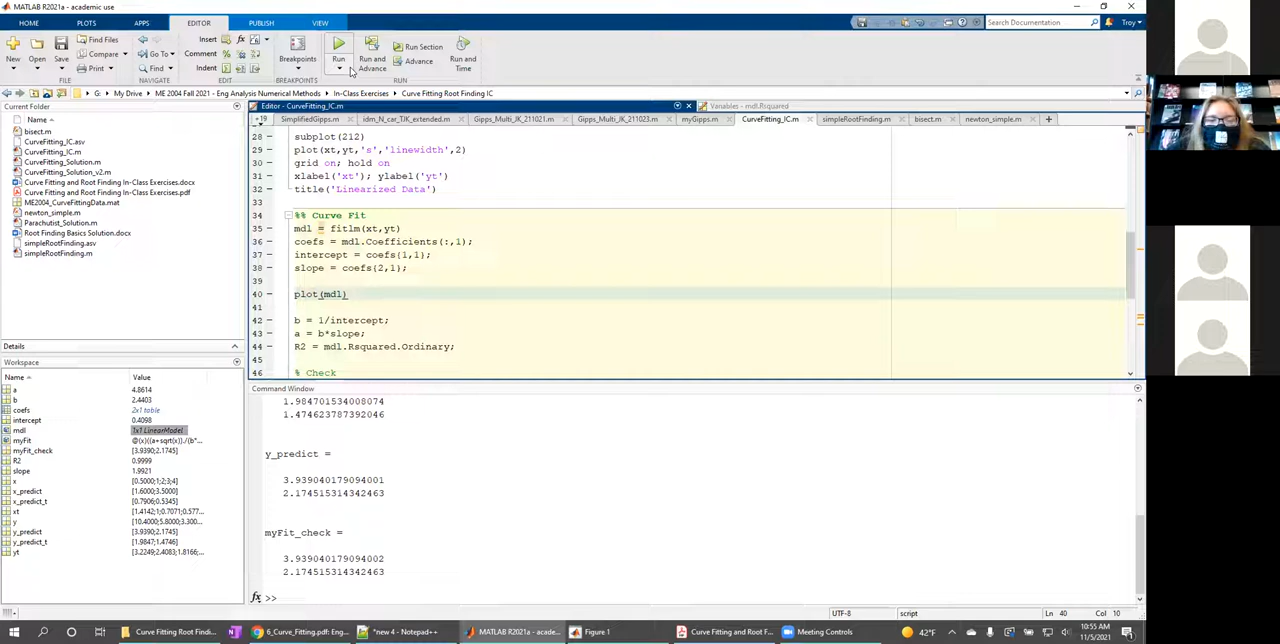 MATLAB R2021a - academic use
HOME PLOTS APPS EDITOR PUBLISH VIEW Search Documentation Troy
New Open Save Find Files Compare Print Go To Find Insert Comment Indent Breakpoints Run Run and Advance Run Section Advance Run and Time
FILE NAVIGATE EDIT BREAKPOINTS RUN
G: My Drive ME 2004 Fall 2021 - Eng Analysis Numerical Methods In-Class Exercises Curve Fitting Root Finding IC
Current Folder
Name
bisect.m
CurveFitting_IC.asv
CurveFitting_IC.m
CurveFitting_Solution.m
CurveFitting_Solution_v2.m
Curve Fitting and Root Finding In-Class Exercises.docx
Curve Fitting and Root Finding In-Class Exercises.pdf
ME2004_CurveFittingData.mat
newton_simple.m
Parachutist_Solution.m
Root Finding Basics Solution.docx
simpleRootFinding.asv
simpleRootFinding.m
Details
Workspace
Name Value
a 4.8614
b 2.4403
coefs 2x1 table
intercept 0.4098
mdl 1x1 LinearModel
myFit @(x)((a+sqrt(x))./(b*...
myFit_check [3.9390;2.1745]
R2 0.9999
slope 1.9921
x [0.5000;1;2;3;4]
x_predict [1.6000;3.5000]
x_predict_t [0.7906;0.5345]
xt [1.4142;1;0.7071;0.577...
y [10.4000;5.8000;3.300...
y_predict [3.9390;2.1745]
y_predict_t [1.9847;1.4746]
yt [3.2249;2.4083;1.8166;...
Editor - CurveFitting_IC.m Variables - mdl.Rsquared
+19 SimplifiedGipps.m idm_N_car_TJK_extended.m Gipps_Multi_JK_211021.m Gipps_Multi_JK_211023.m myGipps.m CurveFitting_IC.m simpleRootFinding.m bisect.m newton_simple.m +
28 subplot(212)
29 plot(xt,yt,'s','linewidth',2)
30 grid on; hold on
31 xlabel('xt'); ylabel('yt')
32 title('Linearized Data')
33
34 %% Curve Fit
35 mdl = fitlm(xt,yt)
36 coefs = mdl.Coefficients(:,1);
37 intercept = coefs{1,1};
38 slope = coefs{2,1};
39
40 plot(mdl)
41
42 b = 1/intercept;
43 a = b*slope;
44 R2 = mdl.Rsquared.Ordinary;
45
46 % Check
Command Window
1.984701534008074
1.474623787392046
y_predict =
3.939040179094001
2.174515314342463
myFit_check =
3.939040179094002
2.174515314342463
fx >>
UTF-8 script Ln 40 Col 10
Curve Fitting Root Findi... 6_Curve_Fitting.pdf: Eng... *new 4 - Notepad++ MATLAB R2021a - acade... Figure 1 Curve Fitting and Root F... Meeting Controls 42°F 10:55 AM
11/5/2021